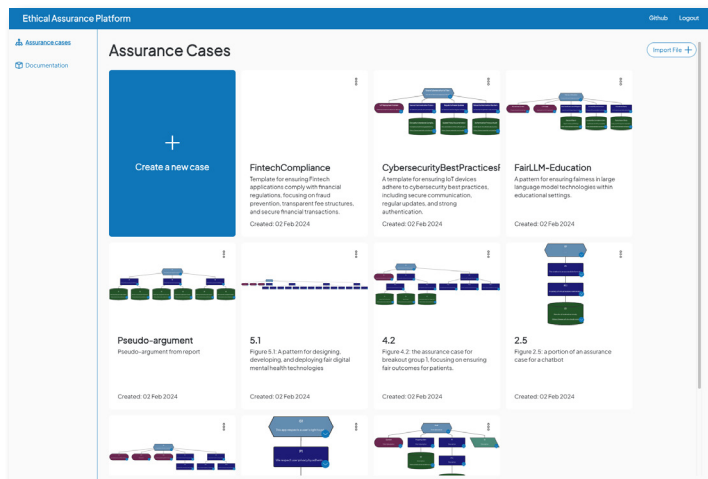 Ethical Assurance Platform
Github Logout
Assurance cases
Documentation
Assurance Cases
Import File +
Create a new case
FintechCompliance
Template for ensuring Fintech
applications comply with financial
regulations, focusing on fraud
prevention, transparent fee structures,
and secure financial transactions.
Created: 02 Feb 2024
CybersecurityBestPracticesF
A template for ensuring IoT devices
adhere to cybersecurity best practices,
including secure communication,
regular updates, and strong
authentication.
Created: 02 Feb 2024
FairLLM-Education
A pattern for ensuring fairness in large
language model technologies within
educational settings.
Created: 02 Feb 2024
Pseudo-argument
Pseudo-argument from report
Created: 02 Feb 2024
5.1
Figure 5.1: A pattern for designing,
developing, and deploying fair digital
mental health technologies
Created: 02 Feb 2024
4.2
Figure 4.2: the assurance case for
breakout group 1, focusing on ensuring
fair outcomes for patients.
Created: 02 Feb 2024
2.5
Figure 2.5: a portion of an assurance
case for a chatbot
Created: 02 Feb 2024